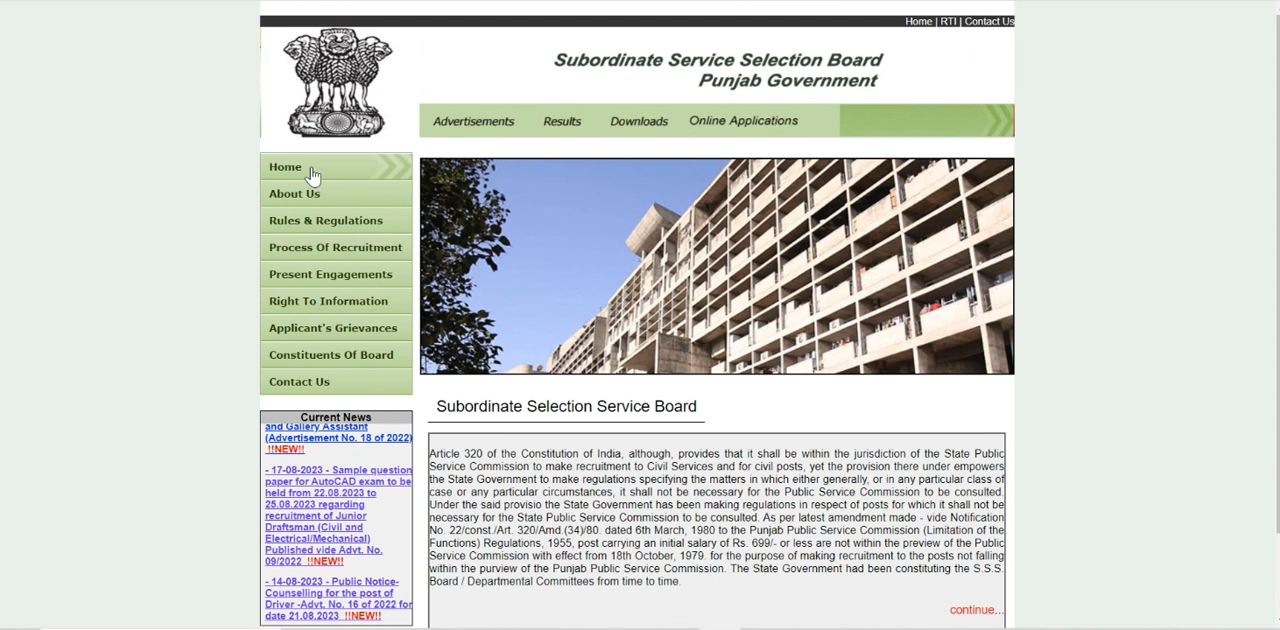 Home | RTI | Contact Us
Subordinate Service Selection Board
Punjab Government
Advertisements Results Downloads Online Applications
Home
About Us
Rules & Regulations
Process Of Recruitment
Present Engagements
Right To Information
Applicant's Grievances
Constituents Of Board
Contact Us
Current News
and Gallery Assistant
(Advertisement No. 18 of 2022)
!!NEW!!
- 17-08-2023 - Sample question
paper for AutoCAD exam to be
held from 22.08.2023 to
25.08.2023 regarding
recruitment of Junior
Draftsman (Civil and
Electrical/Mechanical)
Published vide Advt. No.
09/2022 !!NEW!!
- 14-08-2023 - Public Notice-
Counselling for the post of
Driver -Advt. No. 16 of 2022 for
date 21.08.2023 !!NEW!!
Subordinate Selection Service Board
Article 320 of the Constitution of India, although, provides that it shall be within the jurisdiction of the State Public
Service Commission to make recruitment to Civil Services and for civil posts, yet the provision there under empowers
the State Government to make regulations specifying the matters in which either generally, or in any particular class of
case or any particular circumstances, it shall not be necessary for the Public Service Commission to be consulted.
Under the said provisio the State Government has been making regulations in respect of posts for which it shall not be
necessary for the State Public Service Commission to be consulted. As per latest amendment made - vide Notification
No. 22/const./Art. 320/Amd (34)/80. dated 6th March, 1980 to the Punjab Public Service Commission (Limitation of the
Functions) Regulations, 1955, post carrying an initial salary of Rs. 699/- or less are not within the preview of the Public
Service Commission with effect from 18th October, 1979. for the purpose of making recruitment to the posts not falling
within the purview of the Punjab Public Service Commission. The State Government had been constituting the S.S.S.
Board / Departmental Committees from time to time.
continue...